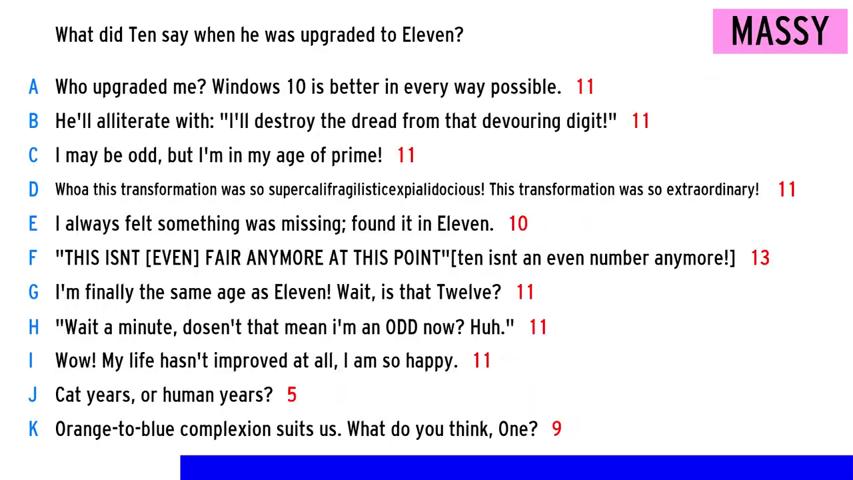 What did Ten say when he was upgraded to Eleven?
MASSY
A Who upgraded me? Windows 10 is better in every way possible. 11
B He'll alliterate with: "I'll destroy the dread from that devouring digit!" 11
C I may be odd, but I'm in my age of prime! 11
D Whoa this transformation was so supercalifragilisticexpialidocious! This transformation was so extraordinary! 11
E I always felt something was missing; found it in Eleven. 10
F "THIS ISNT [EVEN] FAIR ANYMORE AT THIS POINT"[ten isnt an even number anymore!] 13
G I'm finally the same age as Eleven! Wait, is that Twelve? 11
H "Wait a minute, dosen't that mean i'm an ODD now? Huh." 11
I Wow! My life hasn't improved at all, I am so happy. 11
J Cat years, or human years? 5
K Orange-to-blue complexion suits us. What do you think, One? 9